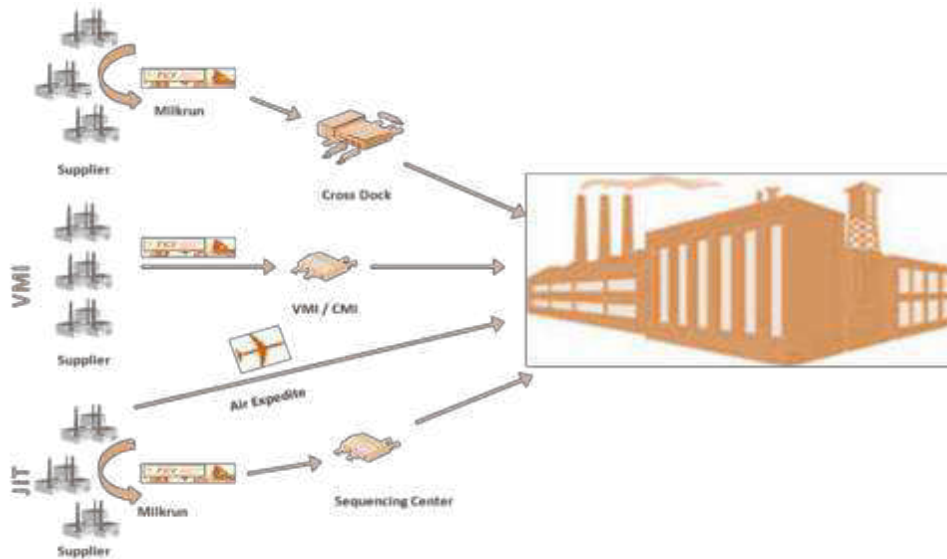 Milkrun
Supplier
Cross Dock
VMI
VMI / CMI
Supplier
Air Expedite
JIT
Milkrun
Sequencing Center
Supplier